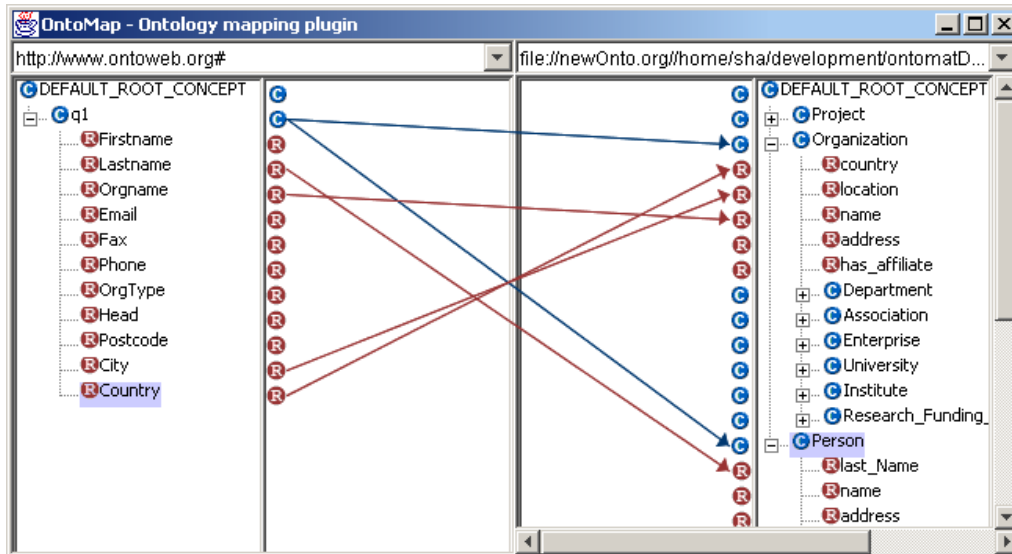 OntoMap - Ontology mapping plugin
http://www.ontoweb.org#
file://newOnto.org//home/sha/development/ontomatD...
C DEFAULT_ROOT_CONCEPT
C q1
R Firstname
R Lastname
R Orgname
R Email
R Fax
R Phone
R OrgType
R Head
R Postcode
R City
R Country
C
C
R
R
R
R
R
R
R
R
R
R
R
C
C
C
R
R
R
R
R
C
C
C
C
C
C
C
R
R
R
C DEFAULT_ROOT_CONCEPT
C Project
C Organization
R country
R location
R name
R address
R has_affiliate
C Department
C Association
C Enterprise
C University
C Institute
C Research_Funding_
C Person
R last_Name
R name
R address